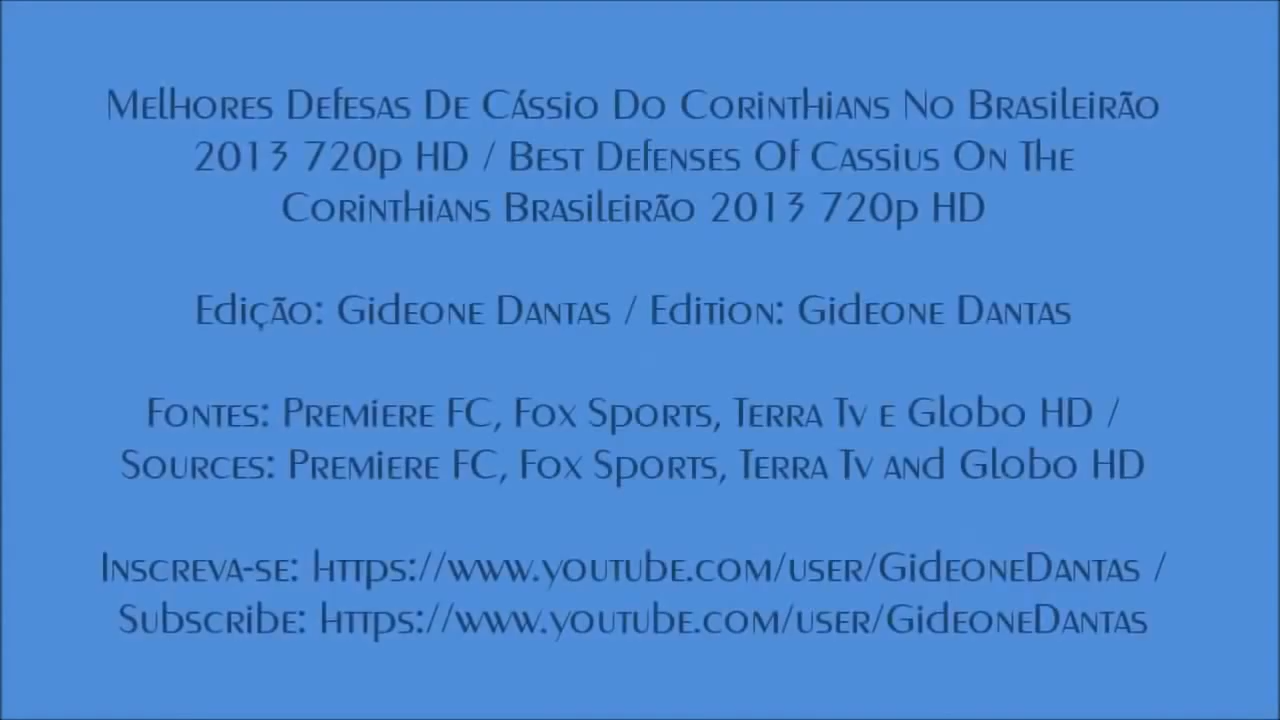 Melhores Defesas De Cássio Do Corinthians No Brasileirão
2013 720p HD / Best Defenses Of Cassius On The
Corinthians Brasileirão 2013 720p HD
Edição: Gideone Dantas / Edition: Gideone Dantas
Fontes: Premiere FC, Fox Sports, Terra Tv e Globo HD /
Sources: Premiere FC, Fox Sports, Terra Tv and Globo HD
Inscreva-se: https://www.youtube.com/user/GideoneDantas /
Subscribe: https://www.youtube.com/user/GideoneDantas